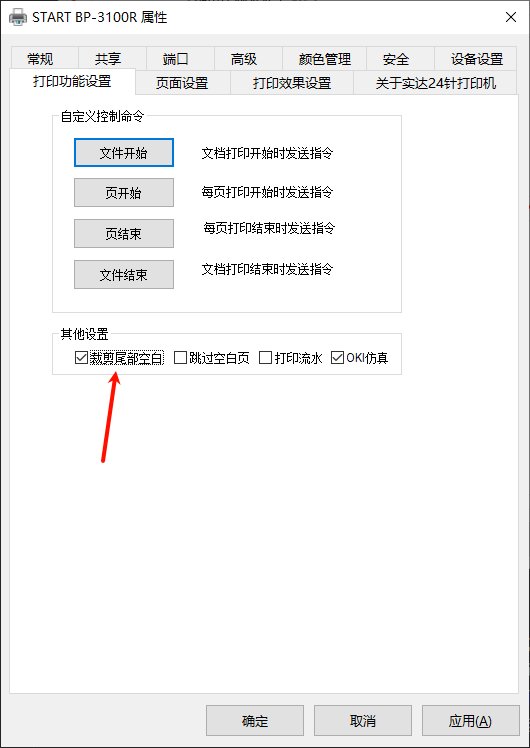 START BP-3100R 属性
常规 共享 端口 高级 颜色管理 安全 设备设置
打印功能设置 页面设置 打印效果设置 关于实达24针打印机
自定义控制命令
文件开始 文档打印开始时发送指令
页开始 每页打印开始时发送指令
页结束 每页打印结束时发送指令
文件结束 文档打印结束时发送指令
其他设置
裁剪尾部空白 跳过空白页 打印流水 OKI仿真
确定 取消 应用(A)